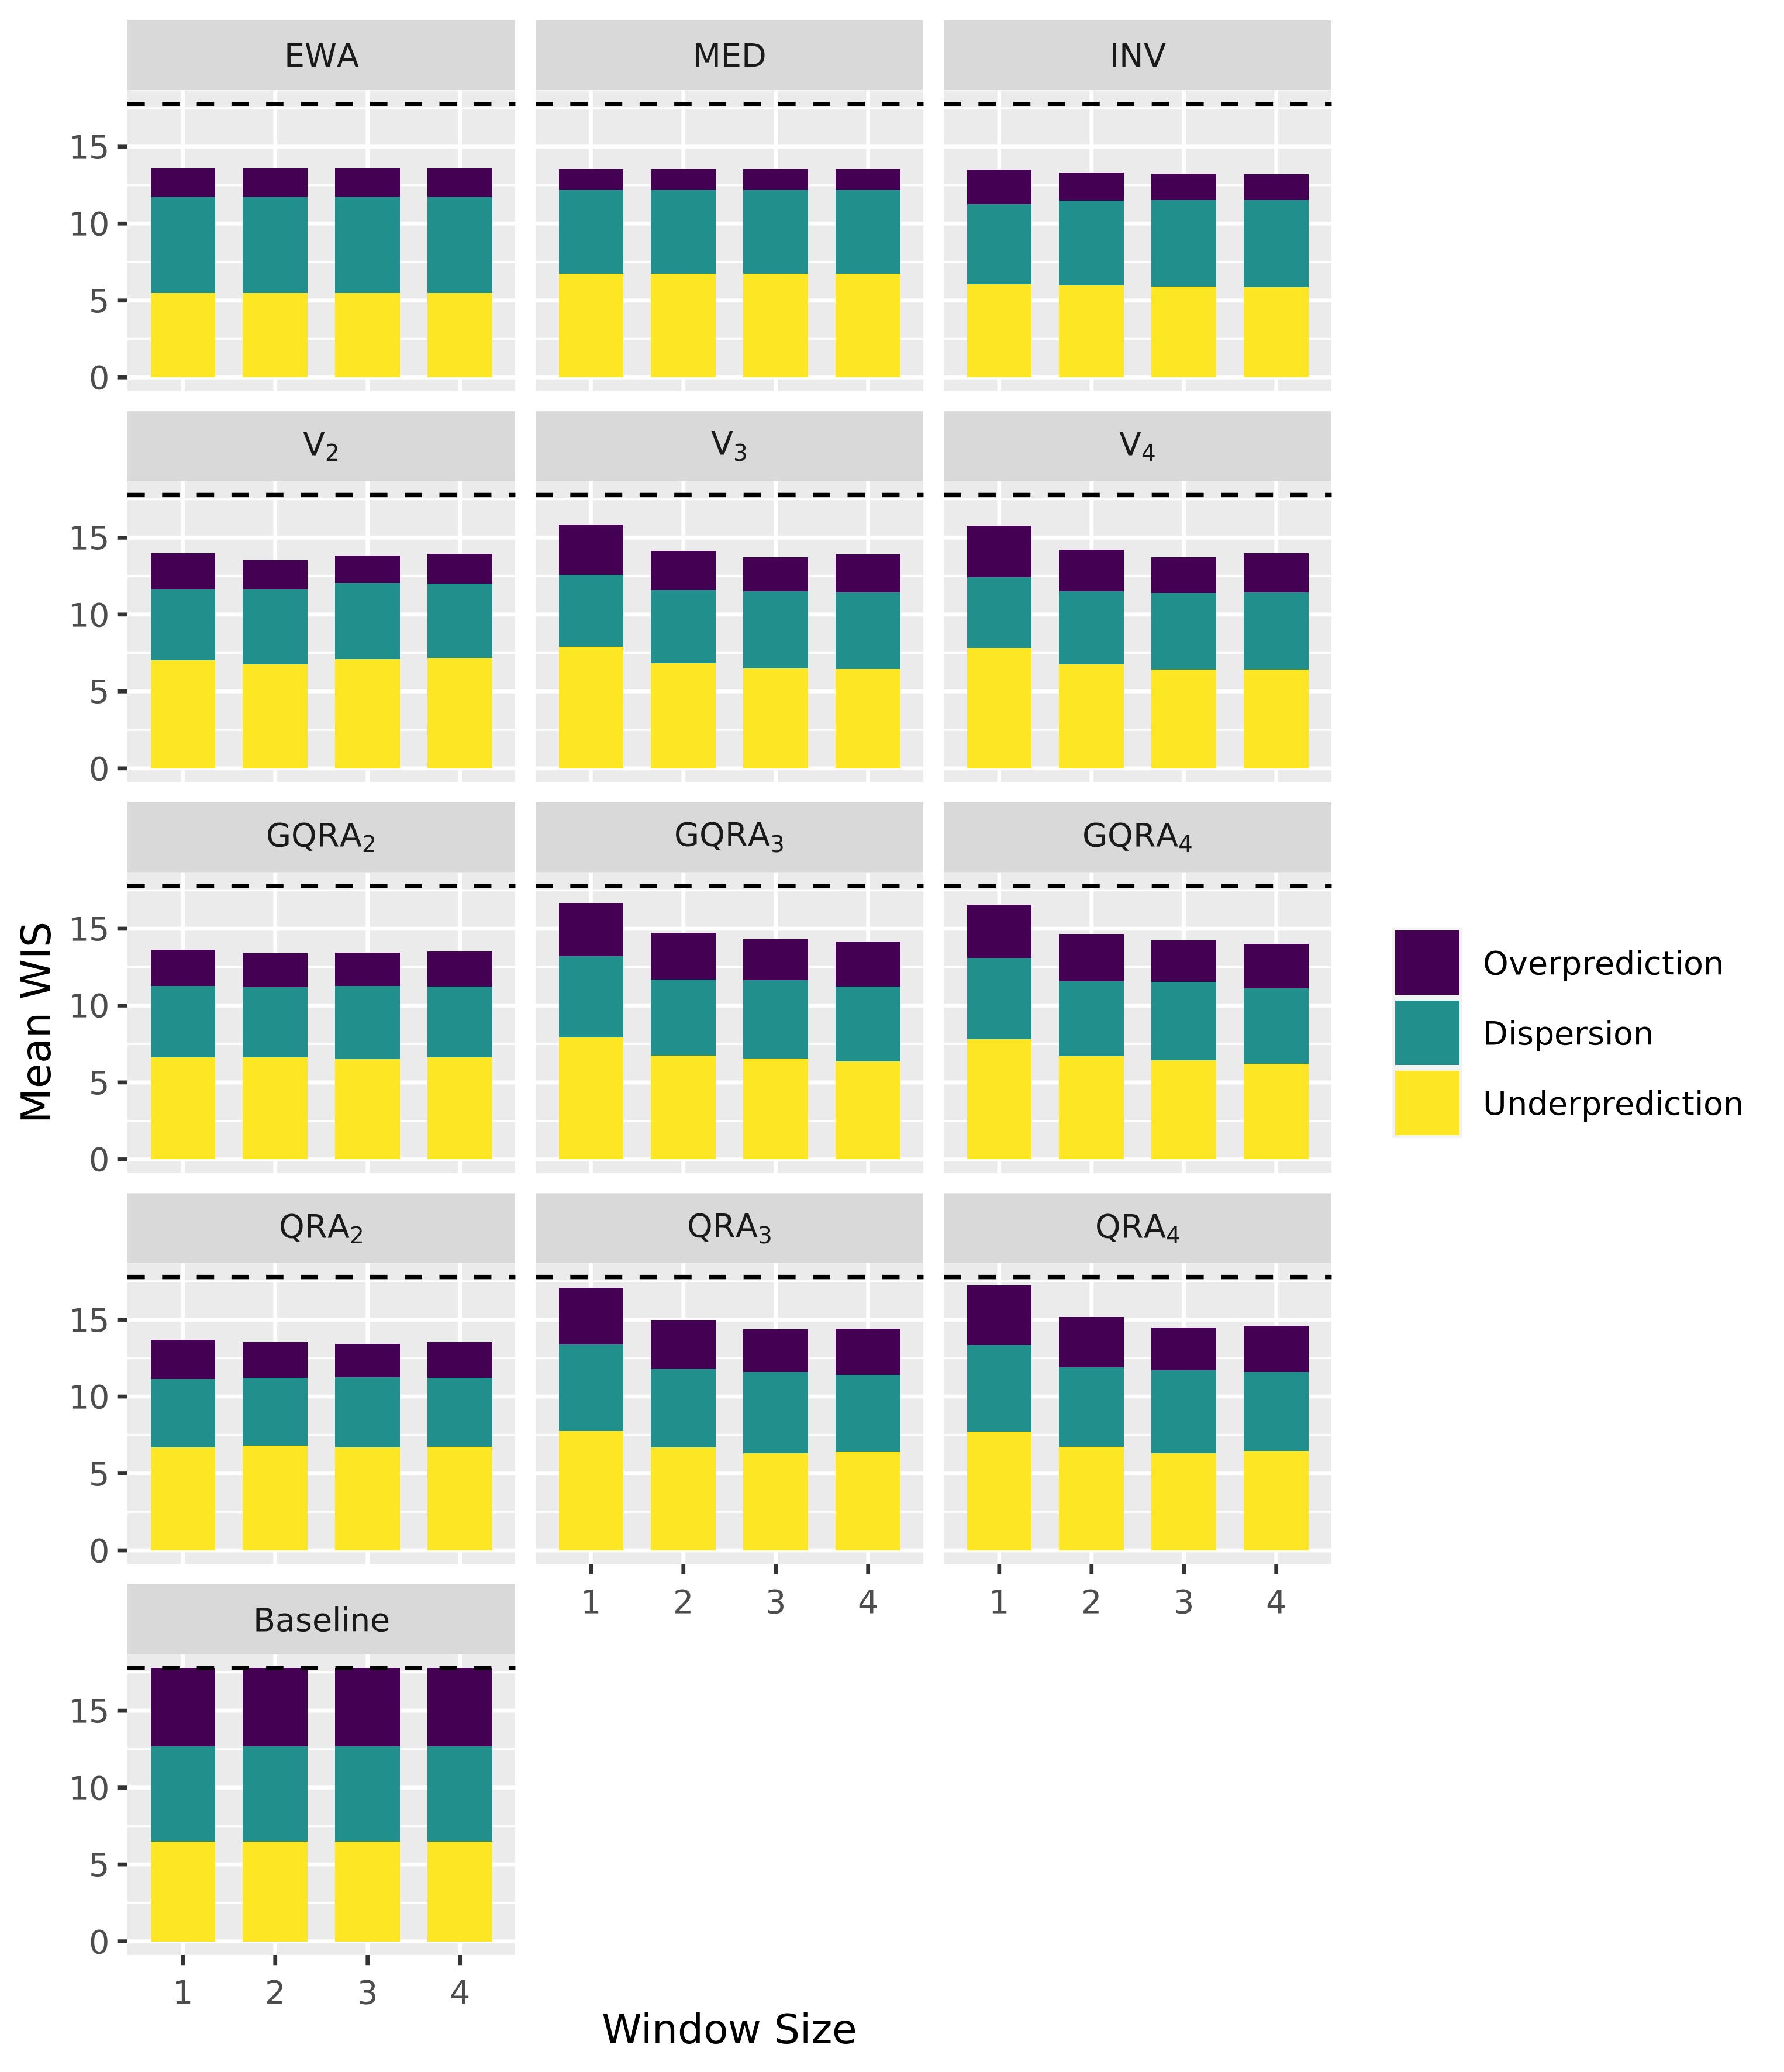 EWA MED INV
15
10
5
0
V₂ V₃ V₄
15
10
5
0
GQRA₂ GQRA₃ GQRA₄
15
10
5
0
QRA₂ QRA₃ QRA₄
15
10
5
0
1 2 3 4 1 2 3 4
Baseline
15
10
5
0
1 2 3 4
Window Size
Mean WIS
Overprediction
Dispersion
Underprediction